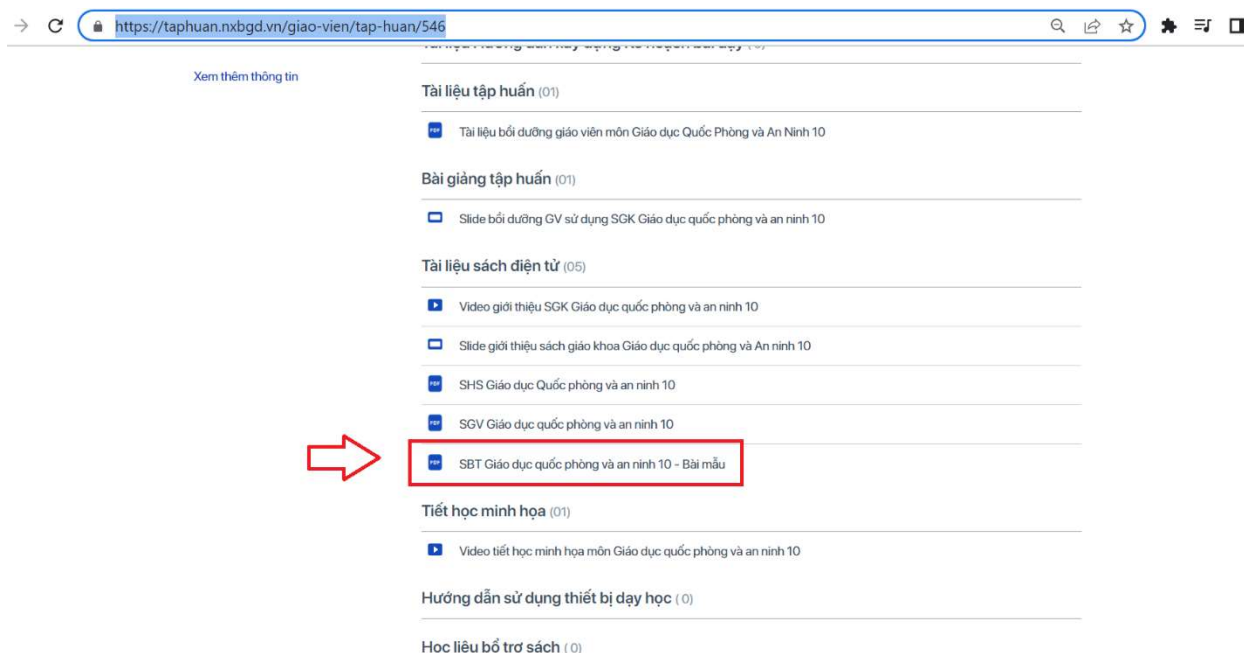 https://taphuan.nxbgd.vn/giao-vien/tap-huan/546
Xem thêm thông tin
Tài liệu tập huấn (01)
PDF Tài liệu bồi dưỡng giáo viên môn Giáo dục Quốc Phòng và An Ninh 10
Bài giảng tập huấn (01)
Slide bồi dưỡng GV sử dụng SGK Giáo dục quốc phòng và an ninh 10
Tài liệu sách điện tử (05)
Video giới thiệu SGK Giáo dục quốc phòng và an ninh 10
Slide giới thiệu sách giáo khoa Giáo dục quốc phòng và An ninh 10
PDF SHS Giáo dục Quốc phòng và an ninh 10
PDF SGV Giáo dục quốc phòng và an ninh 10
PDF SBT Giáo dục quốc phòng và an ninh 10 - Bài mẫu
Tiết học minh họa (01)
Video tiết học minh họa môn Giáo dục quốc phòng và an ninh 10
Hướng dẫn sử dụng thiết bị dạy học ( 0)
Học liệu bổ trợ sách ( 0)